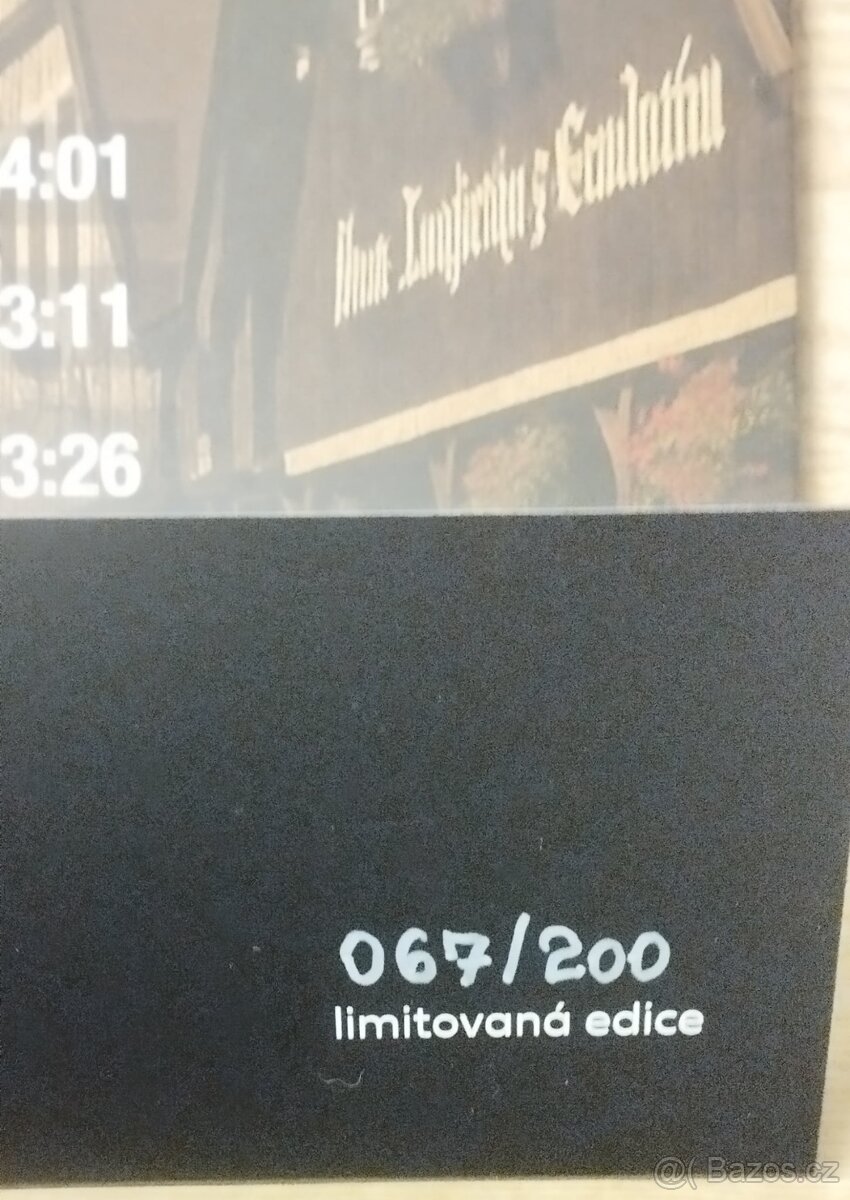 4:01
3:11
3:26
067/200
limitovaná edice
@( Bazos.cz